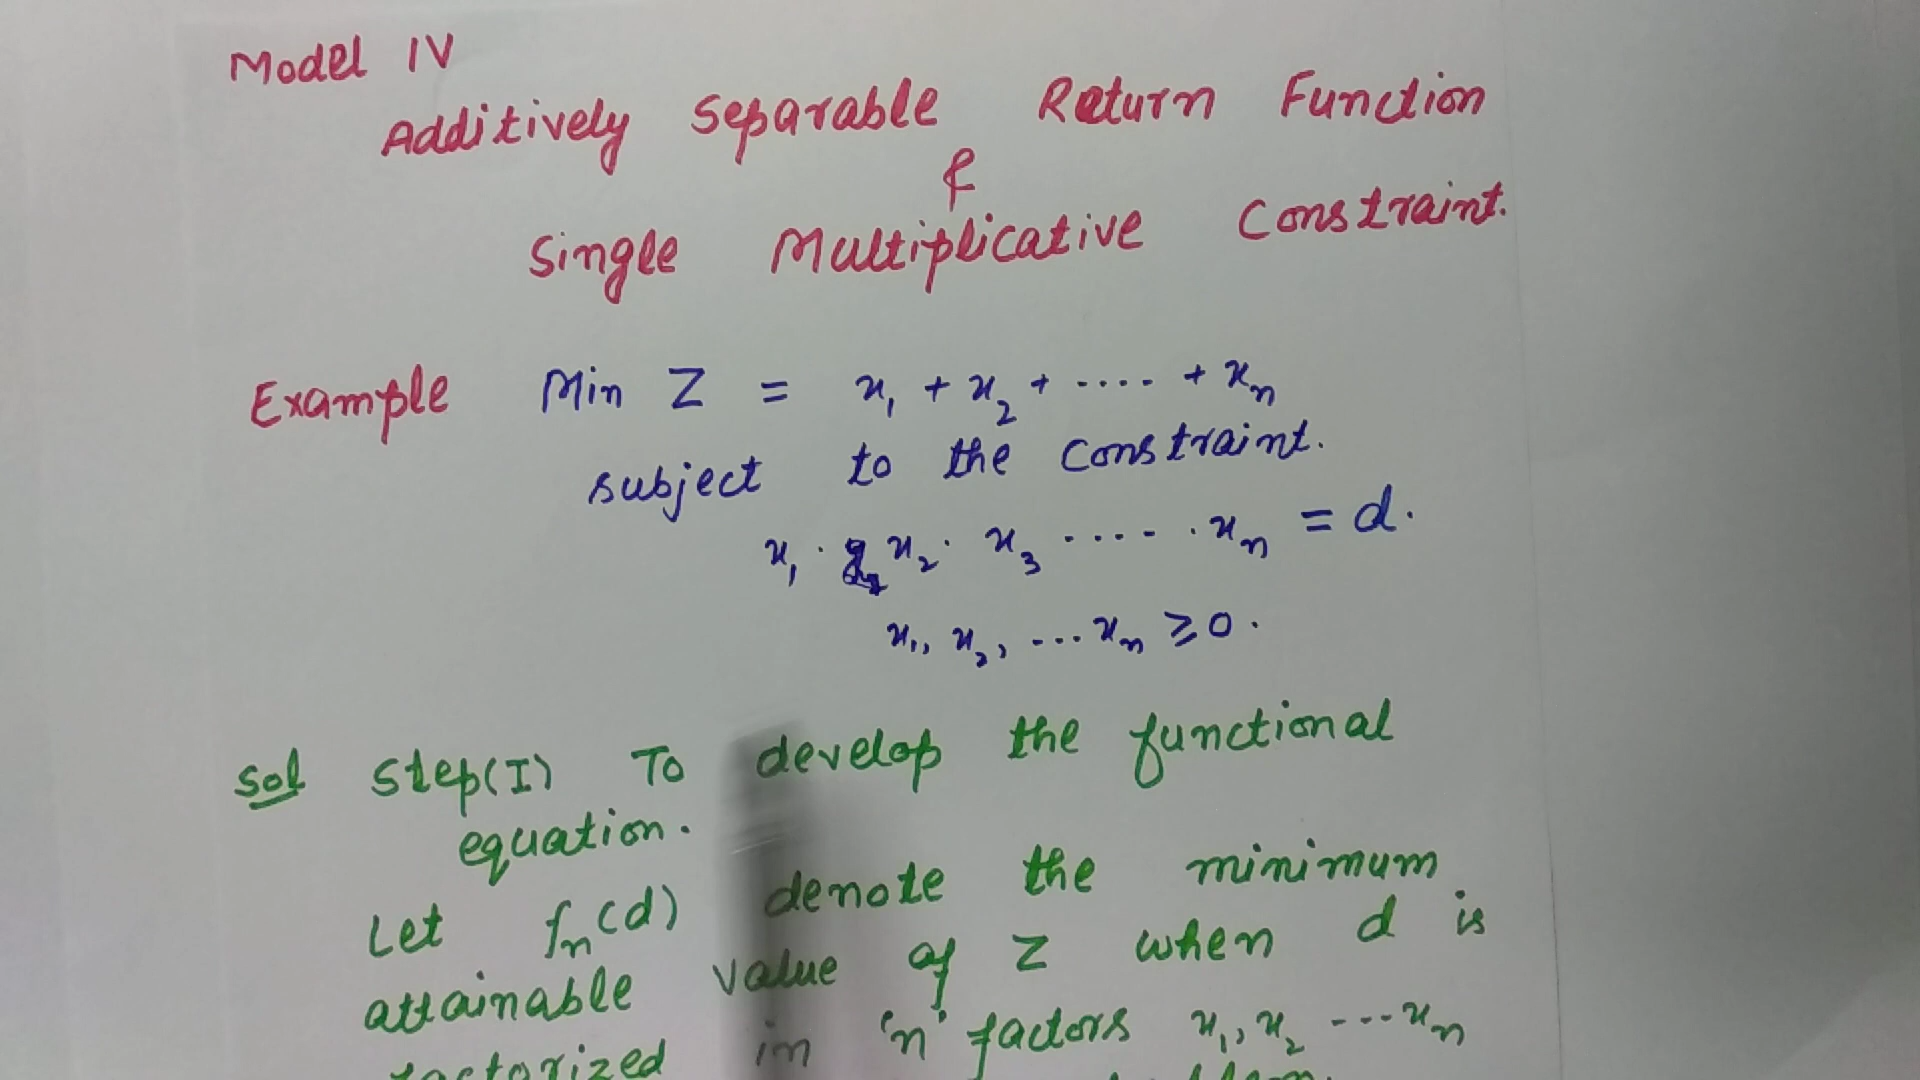 Model IV
Additively Separable Return Function
&
Single Multiplicative Constraint.
Example Min Z = x₁ + x₂ + .... + xₙ
subject to the constraint.
x₁ . x₂ . x₃ ..... . xₙ = d.
x₁, x₂, ... xₙ ≥ 0.
Sol Step(I) To develop the functional
equation.
Let fₙ(d) denote the minimum
attainable value of Z when d is
factorized in 'n' factors x₁, x₂ --- xₙ